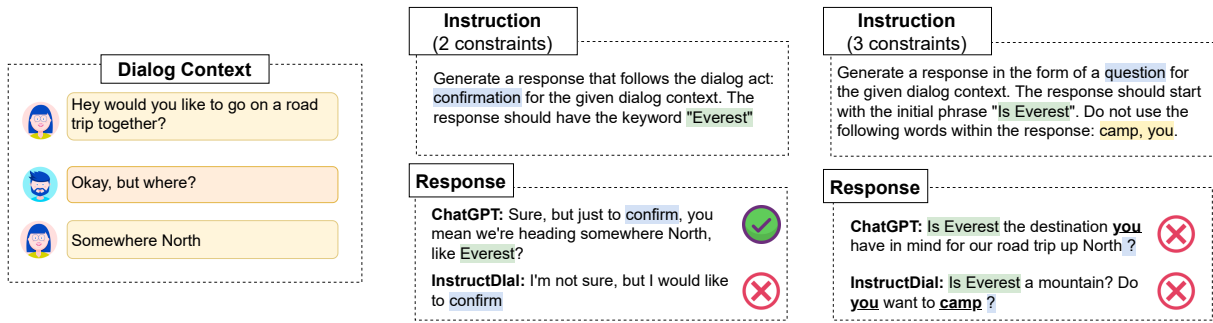 Dialog Context
Hey would you like to go on a road
trip together?
Okay, but where?
Somewhere North
Instruction
(2 constraints)
Generate a response that follows the dialog act:
confirmation for the given dialog context. The
response should have the keyword "Everest"
Response
ChatGPT: Sure, but just to confirm, you
mean we're heading somewhere North,
like Everest?
InstructDIal: I'm not sure, but I would like
to confirm
Instruction
(3 constraints)
Generate a response in the form of a question for
the given dialog context. The response should start
with the initial phrase "Is Everest". Do not use the
following words within the response: camp, you.
Response
ChatGPT: Is Everest the destination you
have in mind for our road trip up North ?
InstructDial: Is Everest a mountain? Do
you want to camp ?